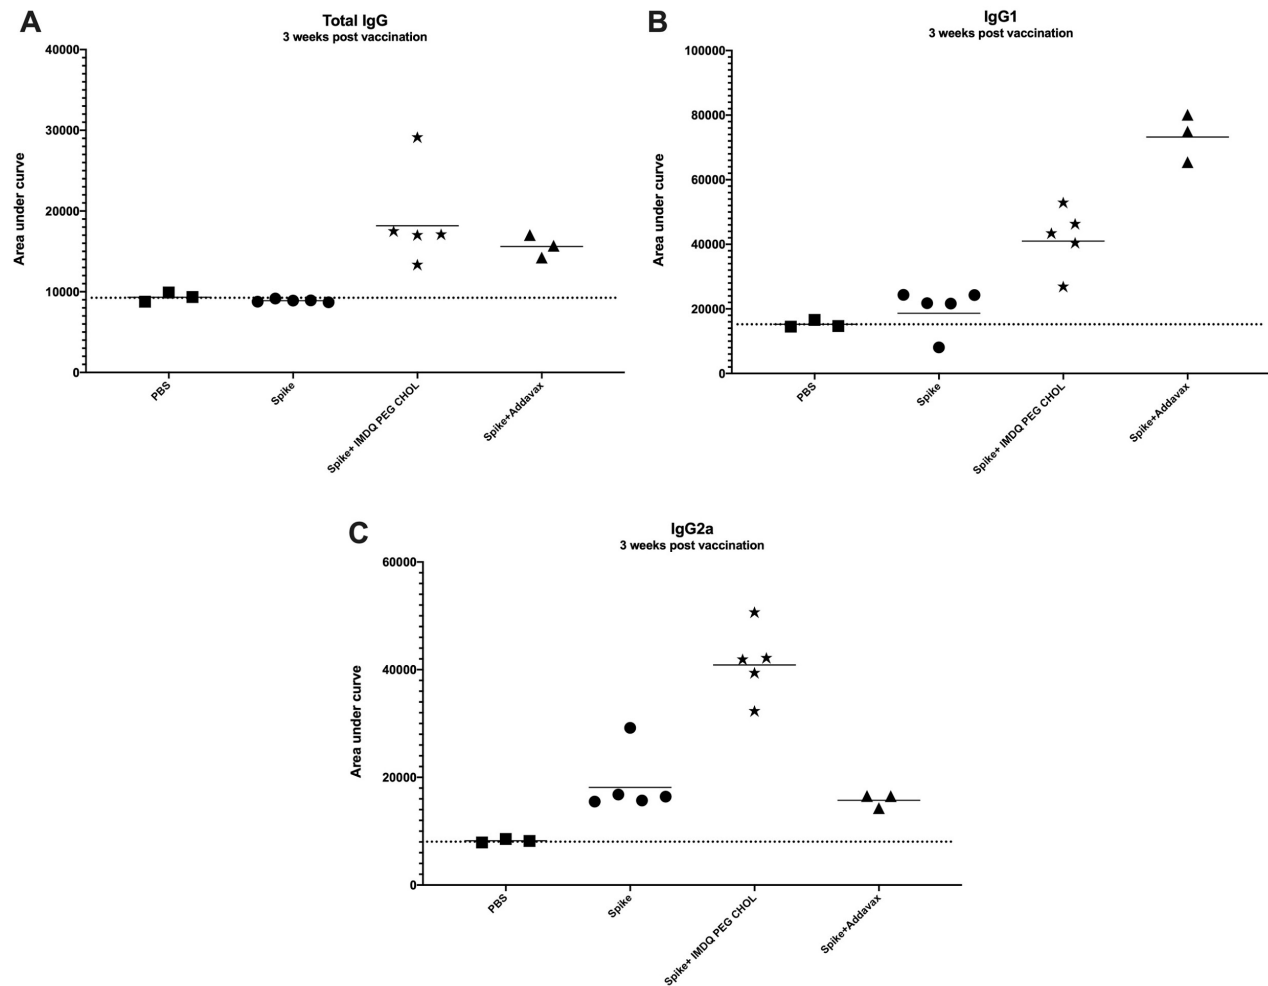 A
Total IgG
3 weeks post vaccination
Area under curve
40000
30000
20000
10000
0
PBS
Spike
Spike+ IMDQ PEG CHOL
Spike+Addavax
B
IgG1
3 weeks post vaccination
Area under curve
100000
80000
60000
40000
20000
0
PBS
Spike
Spike+ IMDQ PEG CHOL
Spike+Addavax
C
IgG2a
3 weeks post vaccination
Area under curve
60000
40000
20000
0
PBS
Spike
Spike+ IMDQ PEG CHOL
Spike+Addavax